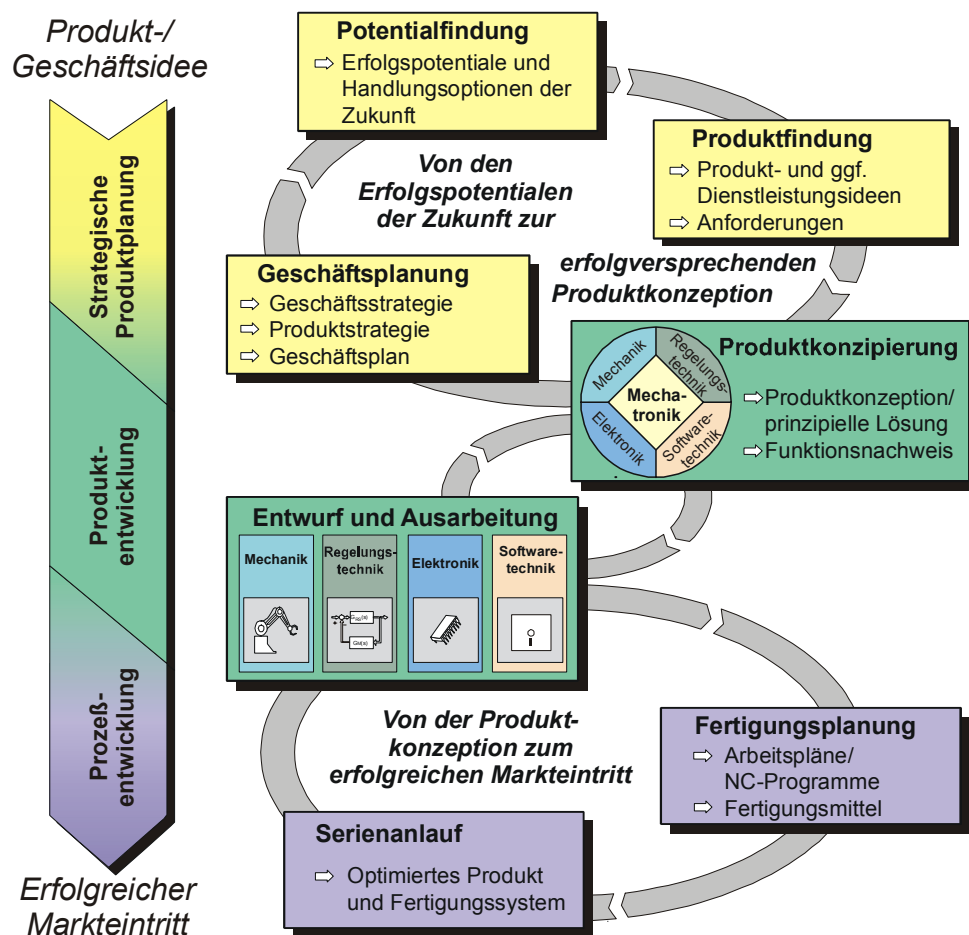 Produkt-/
Geschäftsidee
Strategische
Produktplanung
Produkt-
entwicklung
Prozeß-
entwicklung
Erfolgreicher
Markteintritt
Potentialfindung
Erfolgspotentiale und
Handlungsoptionen der
Zukunft
Produktfindung
Produkt- und ggf.
Dienstleistungsideen
Anforderungen
Von den
Erfolgspotentialen
der Zukunft zur
erfolgversprechenden
Produktkonzeption
Geschäftsplanung
Geschäftsstrategie
Produktstrategie
Geschäftsplan
Produktkonzipierung
Mechanik
Regelungs-
technik
Mecha-
tronik
Elektronik
Software-
technik
Produktkonzeption/
prinzipielle Lösung
Funktionsnachweis
Entwurf und Ausarbeitung
Mechanik
Regelungs-
technik
Elektronik
Software-
technik
Von der Produkt-
konzeption zum
erfolgreichen Markteintritt
Fertigungsplanung
Arbeitspläne/
NC-Programme
Fertigungsmittel
Serienanlauf
Optimiertes Produkt
und Fertigungssystem